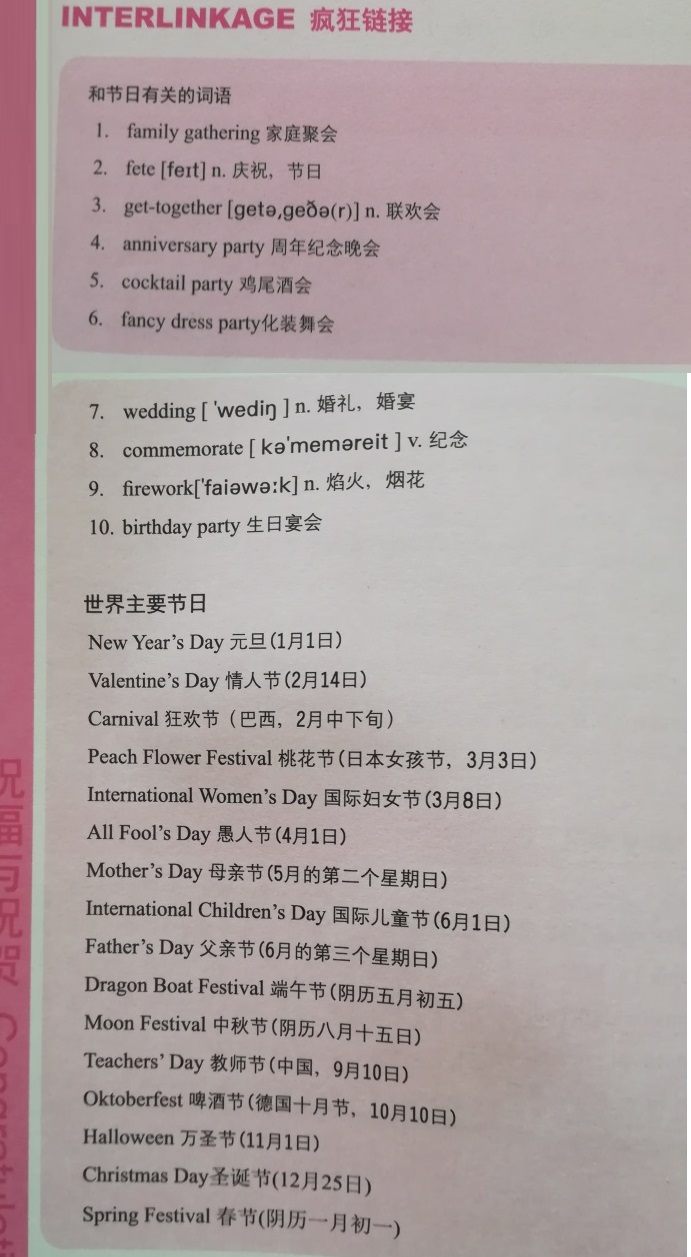 INTERLINKAGE 疯狂链接
和节日有关的词语
1. family gathering 家庭聚会
2. fete [feɪt] n. 庆祝，节日
3. get-together [getə,geðə(r)] n. 联欢会
4. anniversary party 周年纪念晚会
5. cocktail party 鸡尾酒会
6. fancy dress party化装舞会
7. wedding [ ˈwediŋ ] n. 婚礼，婚宴
8. commemorate [ kəˈmeməreit ] v. 纪念
9. firework[ˈfaiəwəːk] n. 焰火，烟花
10. birthday party 生日宴会
世界主要节日
New Year’s Day 元旦(1月1日)
Valentine’s Day 情人节(2月14日)
Carnival 狂欢节（巴西，2月中下旬）
Peach Flower Festival 桃花节(日本女孩节，3月3日)
International Women’s Day 国际妇女节(3月8日)
All Fool’s Day 愚人节(4月1日)
Mother’s Day 母亲节(5月的第二个星期日)
International Children’s Day 国际儿童节(6月1日)
Father’s Day 父亲节(6月的第三个星期日)
Dragon Boat Festival 端午节(阴历五月初五)
Moon Festival 中秋节(阴历八月十五日)
Teachers’ Day 教师节(中国，9月10日)
Oktoberfest 啤酒节(德国十月节，10月10日)
Halloween 万圣节(11月1日)
Christmas Day圣诞节(12月25日)
Spring Festival 春节(阴历一月初一)
祝福与祝贺